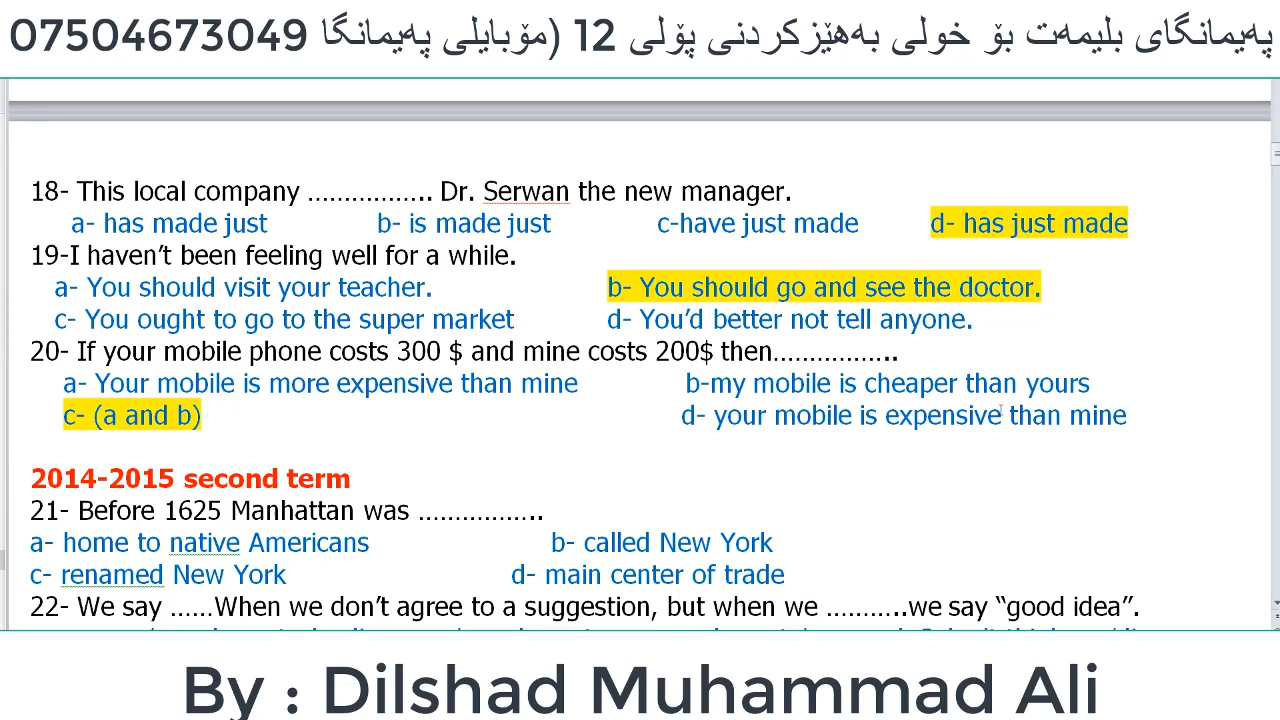 پەیمانگای بلیمەت بۆ خولی بەهێزکردنی پۆلی 12 (مۆبایلی پەیمانگا 07504673049
18- This local company …………….. Dr. Serwan the new manager.
a- has made just b- is made just c-have just made d- has just made
19-I haven’t been feeling well for a while.
a- You should visit your teacher. b- You should go and see the doctor.
c- You ought to go to the super market d- You’d better not tell anyone.
20- If your mobile phone costs 300 $ and mine costs 200$ then……………..
a- Your mobile is more expensive than mine b-my mobile is cheaper than yours
c- (a and b) d- your mobile is expensive than mine
2014-2015 second term
21- Before 1625 Manhattan was ……………..
a- home to native Americans b- called New York
c- renamed New York d- main center of trade
22- We say ……When we don’t agree to a suggestion, but when we ………..we say “good idea”.
By : Dilshad Muhammad Ali